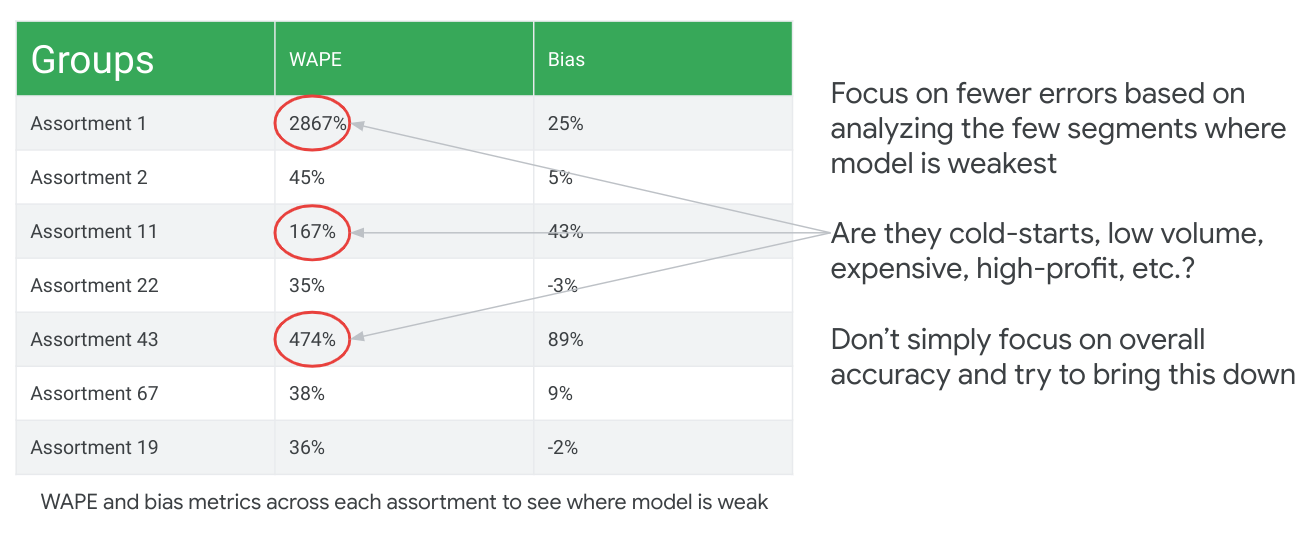 Groups WAPE Bias
Assortment 1 2867% 25%
Assortment 2 45% 5%
Assortment 11 167% 43%
Assortment 22 35% -3%
Assortment 43 474% 89%
Assortment 67 38% 9%
Assortment 19 36% -2%
WAPE and bias metrics across each assortment to see where model is weak
Focus on fewer errors based on
analyzing the few segments where
model is weakest
Are they cold-starts, low volume,
expensive, high-profit, etc.?
Don’t simply focus on overall
accuracy and try to bring this down